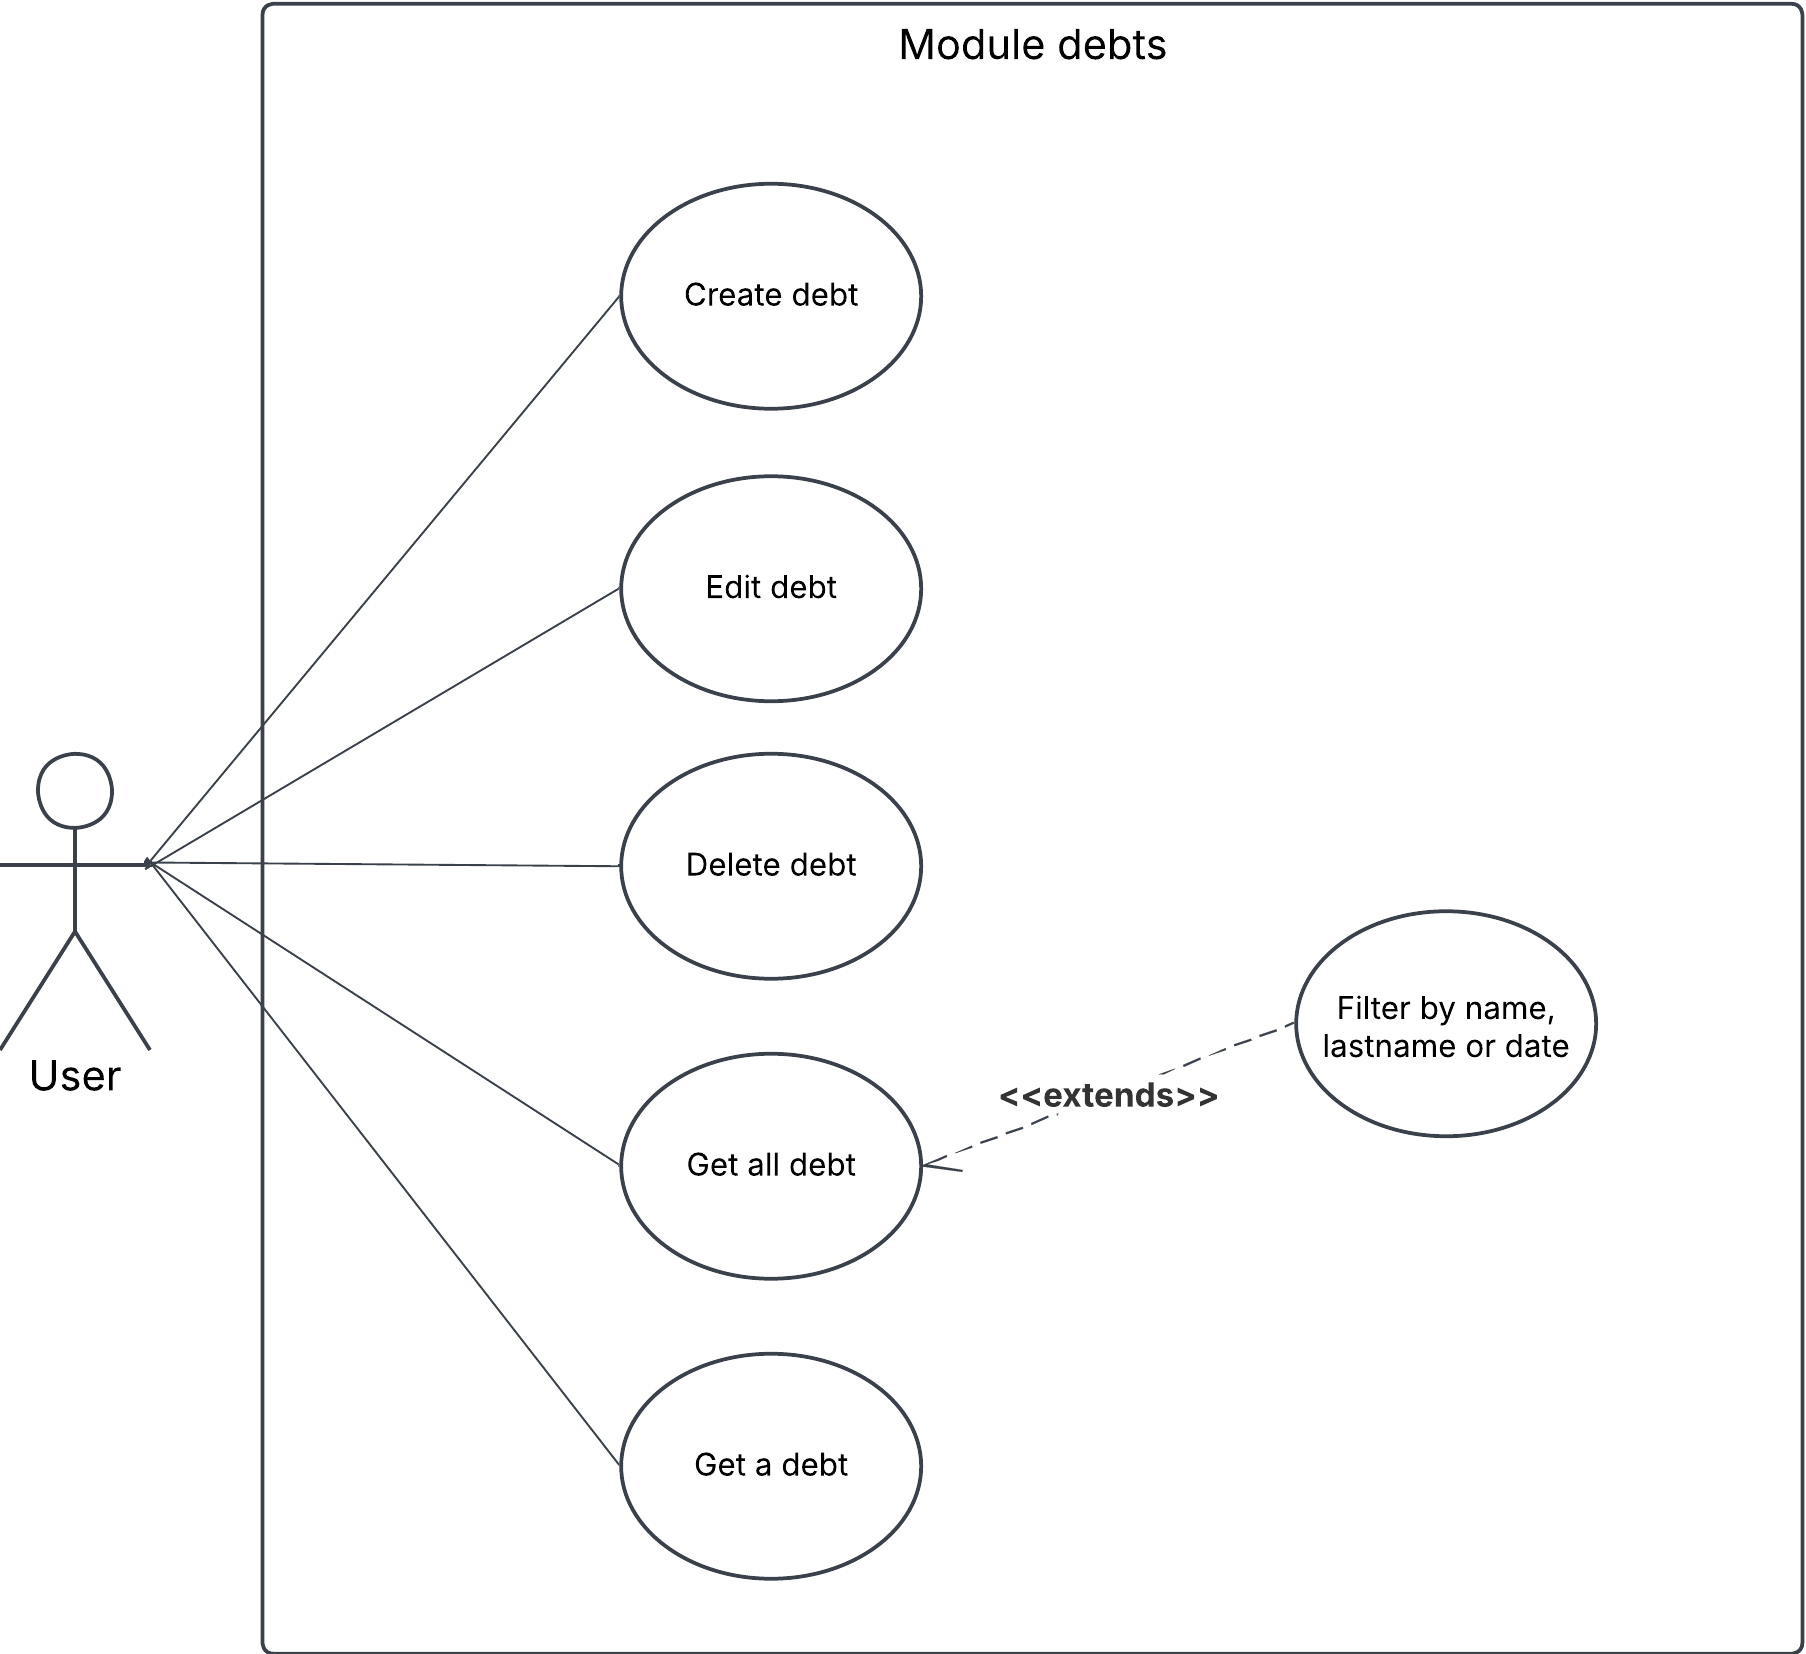 Module debts
Create debt
Edit debt
Delete debt
User
Filter by name,
lastname or date
<<extends>>
Get all debt
Get a debt